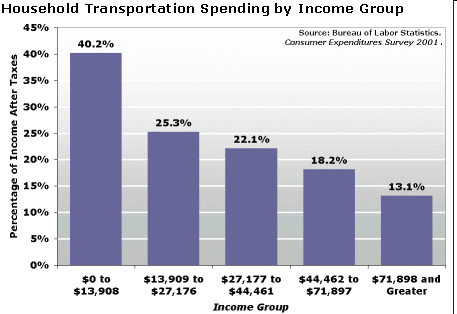 Household Transportation Spending by Income Group
Source: Bureau of Labor Statistics.
Consumer Expenditures Survey 2001 .
Percentage of Income After Taxes
45%
40%
35%
30%
25%
20%
15%
10%
5%
0%
40.2%
25.3%
22.1%
18.2%
13.1%
$0 to
$13,908
$13,909 to
$27,176
$27,177 to
$44,461
$44,462 to
$71,897
$71,898 and
Greater
Income Group